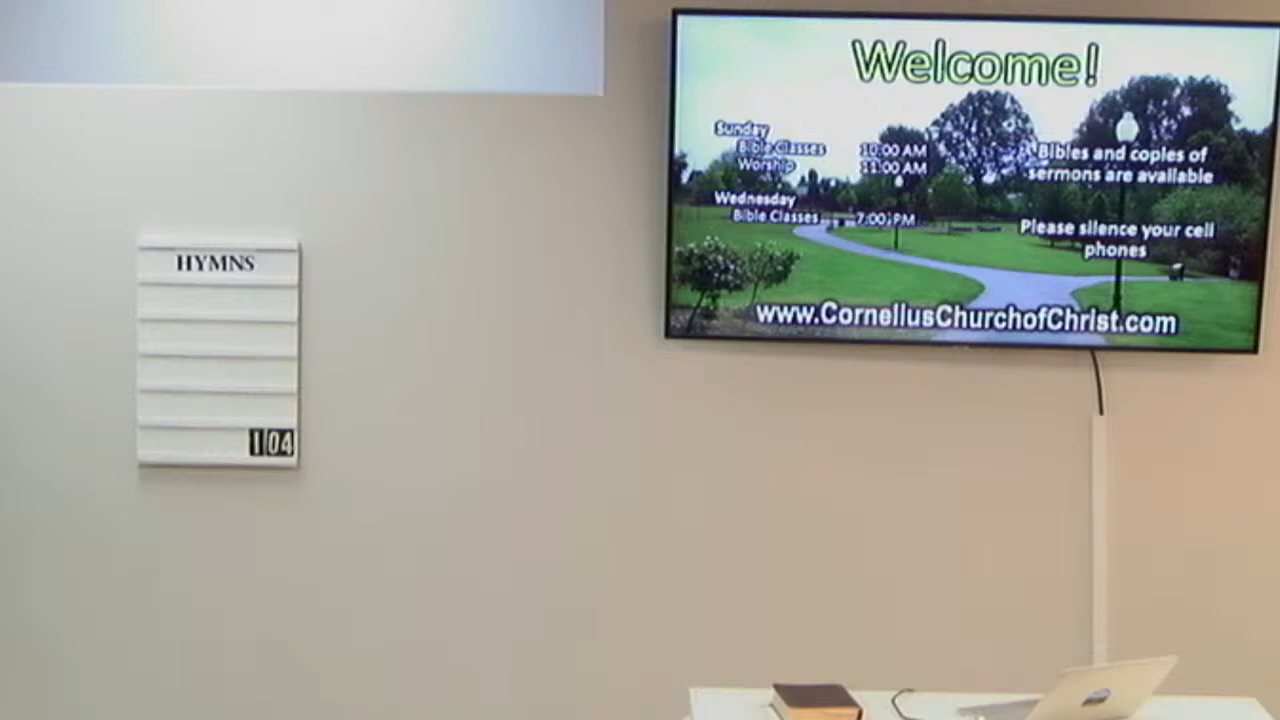 HYMNS
104
Welcome!
Sunday
Bible Classes 10:00 AM
Worship 11:00 AM
Wednesday
Bible Classes 7:00 PM
Bibles and copies of
sermons are available
Please silence your cell
phones
www.CorneliusChurchofChrist.com